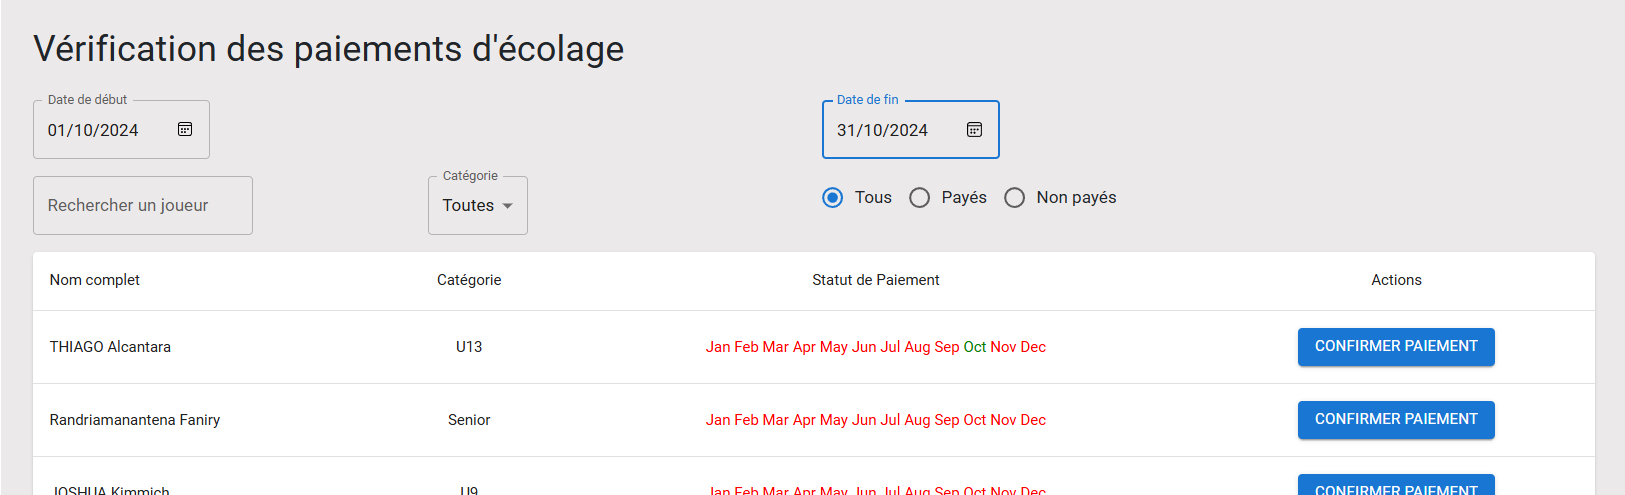 Vérification des paiements d'écolage
Date de début
01/10/2024
Date de fin
31/10/2024
Rechercher un joueur
Catégorie
Toutes
Tous Payés Non payés
Nom complet Catégorie Statut de Paiement Actions
THIAGO Alcantara U13 Jan Feb Mar Apr May Jun Jul Aug Sep Oct Nov Dec CONFIRMER PAIEMENT
Randriamanantena Faniry Senior Jan Feb Mar Apr May Jun Jul Aug Sep Oct Nov Dec CONFIRMER PAIEMENT
JOSHUA Kimmich U9 Jan Feb Mar Apr May Jun Jul Aug Sep Oct Nov Dec CONFIRMER PAIEMENT